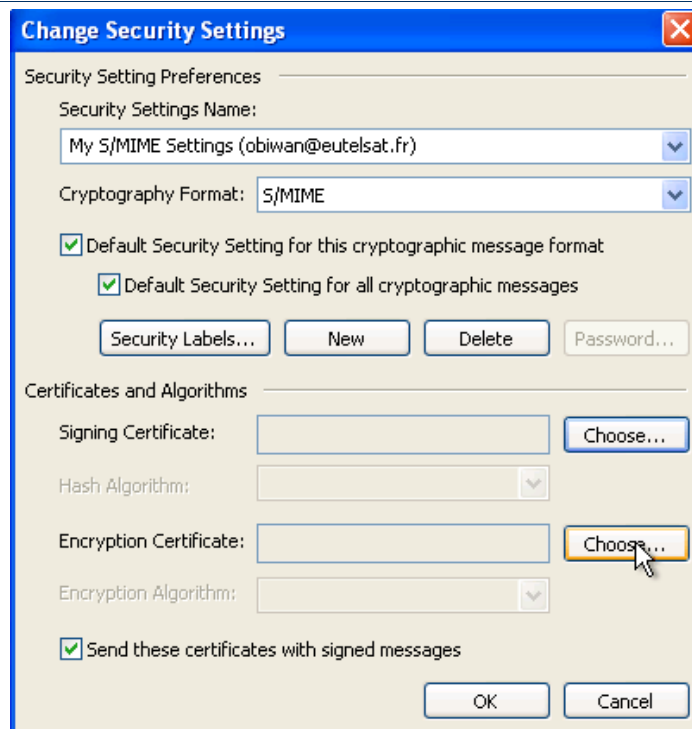 Change Security Settings
Security Setting Preferences
Security Settings Name:
My S/MIME Settings (obiwan@eutelsat.fr)
Cryptography Format: S/MIME
Default Security Setting for this cryptographic message format
Default Security Setting for all cryptographic messages
Security Labels... New Delete Password...
Certificates and Algorithms
Signing Certificate: Choose...
Hash Algorithm:
Encryption Certificate: Choose...
Encryption Algorithm:
Send these certificates with signed messages
OK Cancel